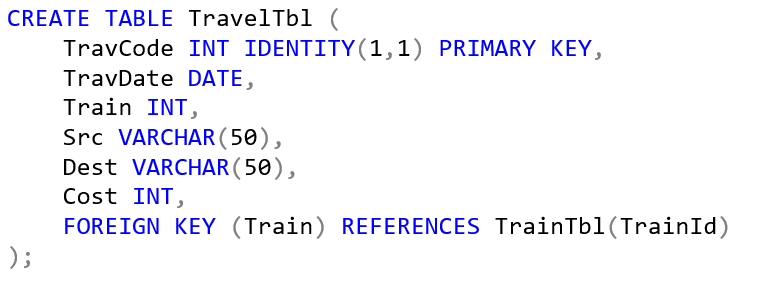 CREATE TABLE TravelTbl (
    TravCode INT IDENTITY(1,1) PRIMARY KEY,
    TravDate DATE,
    Train INT,
    Src VARCHAR(50),
    Dest VARCHAR(50),
    Cost INT,
    FOREIGN KEY (Train) REFERENCES TrainTbl(TrainId)
);